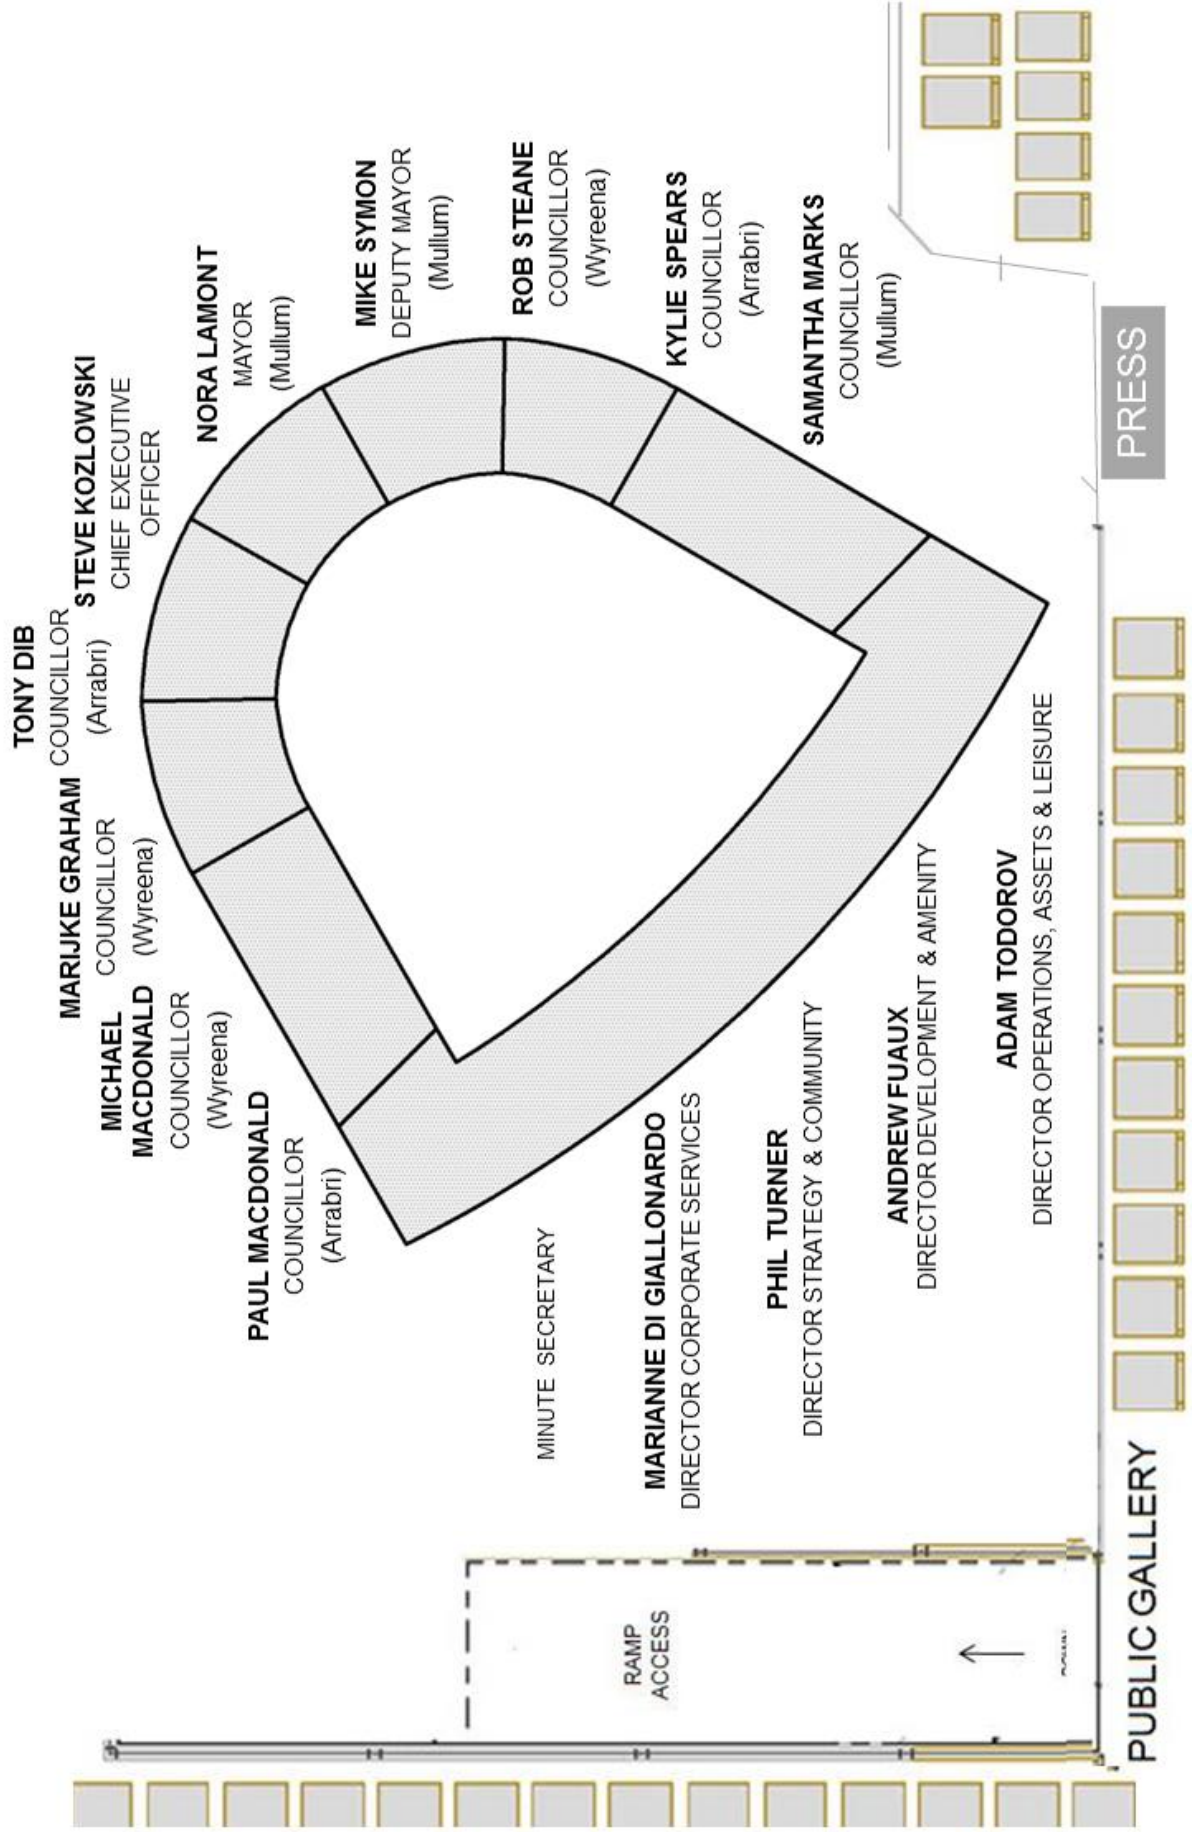 TONY DIB
COUNCILLOR
(Arrabri)
STEVE KOZLOWSKI
CHIEF EXECUTIVE
OFFICER
NORA LAMONT
MAYOR
(Mullum)
MIKE SYMON
DEPUTY MAYOR
(Mullum)
ROB STEANE
COUNCILLOR
(Wyreena)
KYLIE SPEARS
COUNCILLOR
(Arrabri)
SAMANTHA MARKS
COUNCILLOR
(Mullum)
MARIJKE GRAHAM
COUNCILLOR
(Wyreena)
MICHAEL
MACDONALD
COUNCILLOR
(Wyreena)
PAUL MACDONALD
COUNCILLOR
(Arrabri)
MINUTE SECRETARY
MARIANNE DI GIALLONARDO
DIRECTOR CORPORATE SERVICES
PHIL TURNER
DIRECTOR STRATEGY & COMMUNITY
ANDREW FUAUX
DIRECTOR DEVELOPMENT & AMENITY
ADAM TODOROV
DIRECTOR OPERATIONS, ASSETS & LEISURE
PRESS
RAMP
ACCESS
PUBLIC GALLERY